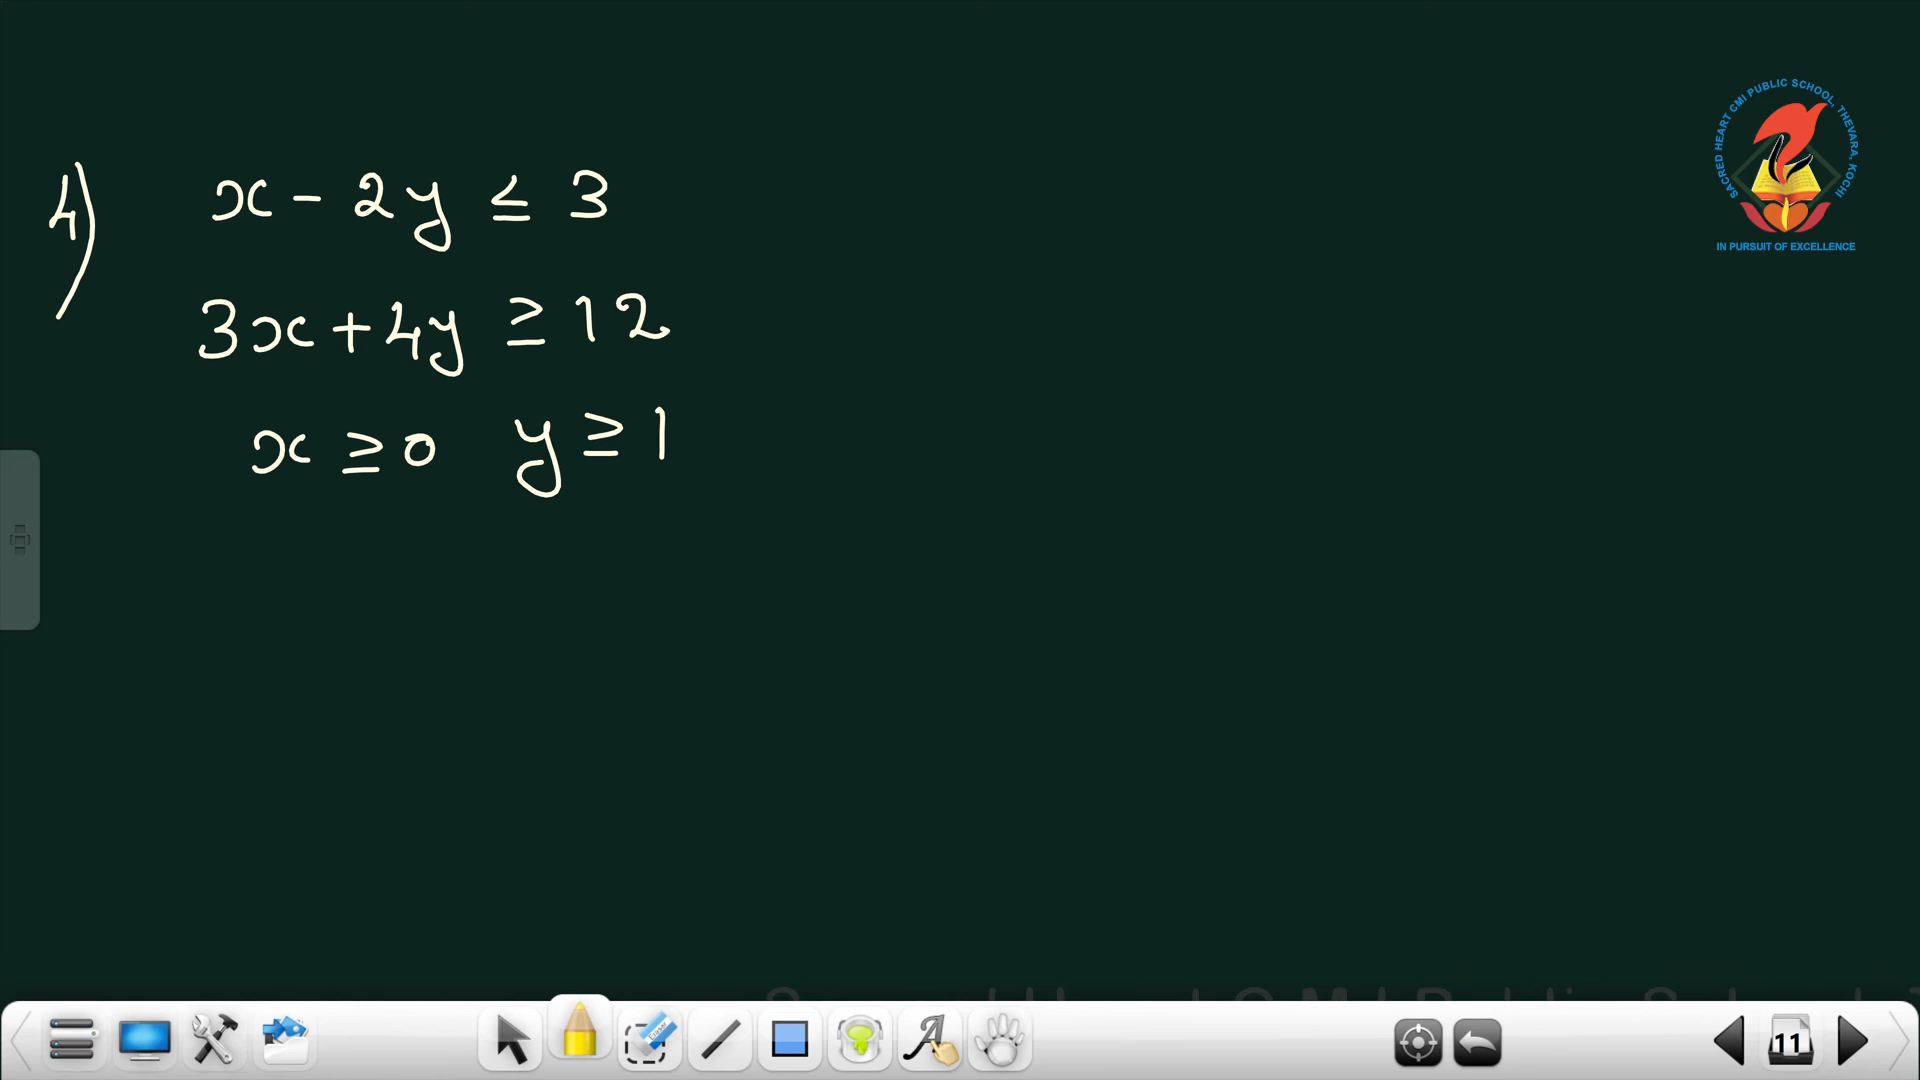 SACRED HEART CMI PUBLIC SCHOOL, THEVARA, KOCHI
IN PURSUIT OF EXCELLENCE
4) x - 2y ≤ 3
3x + 4y ≥ 12
x ≥ 0 y ≥ 1
Eraser
A
11